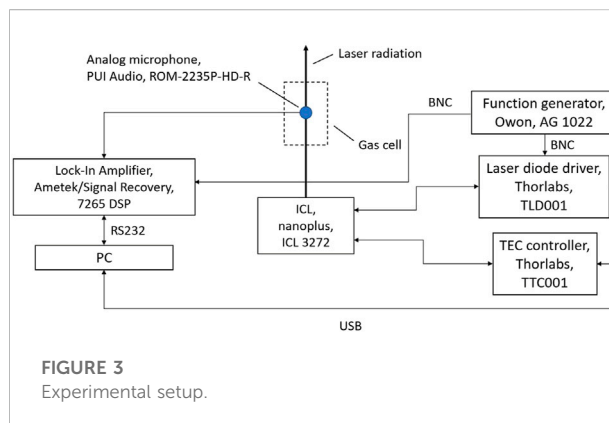 Analog microphone,
PUI Audio, ROM-2235P-HD-R
Laser radiation
Gas cell
BNC
Function generator,
Owon, AG 1022
BNC
Lock-In Amplifier,
Ametek/Signal Recovery,
7265 DSP
Laser diode driver,
Thorlabs,
TLD001
ICL,
nanoplus,
ICL 3272
RS232
PC
TEC controller,
Thorlabs,
TTC001
USB
FIGURE 3
Experimental setup.